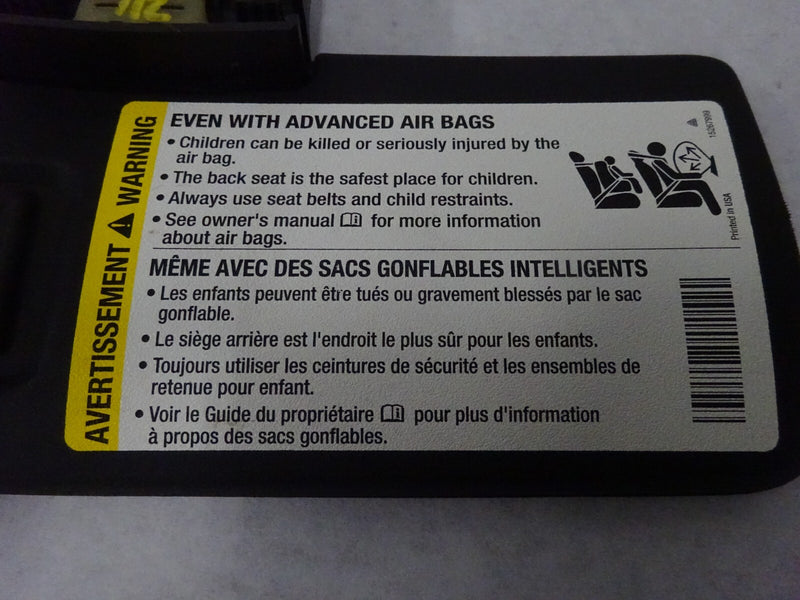 112
AVERTISSEMENT ⚠ WARNING
EVEN WITH ADVANCED AIR BAGS
• Children can be killed or seriously injured by the
air bag.
• The back seat is the safest place for children.
• Always use seat belts and child restraints.
• See owner's manual for more information
about air bags.
15267999
Printed in USA
MÊME AVEC DES SACS GONFLABLES INTELLIGENTS
• Les enfants peuvent être tués ou gravement blessés par le sac
gonflable.
• Le siège arrière est l'endroit le plus sûr pour les enfants.
• Toujours utiliser les ceintures de sécurité et les ensembles de
retenue pour enfant.
• Voir le Guide du propriétaire pour plus d'information
à propos des sacs gonflables.